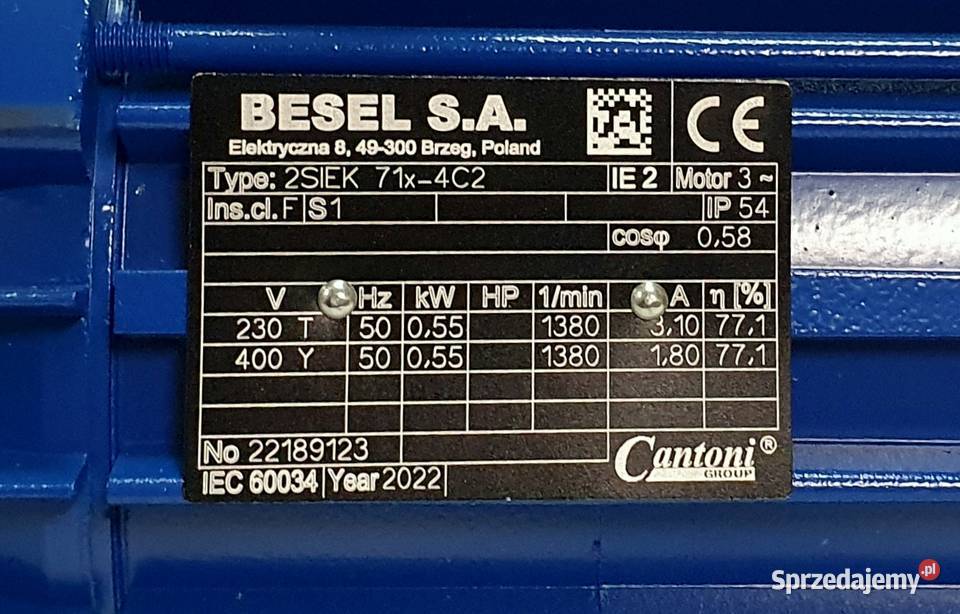 BESEL S.A.
Elektryczna 8, 49-300 Brzeg, Poland
CE
Type: 2SIEK 71x-4C2 IE 2 Motor 3 ~
Ins.cl. F S1 IP 54
cosφ 0,58
V Hz kW HP 1/min A η [%]
230 T 50 0,55 1380 3,10 77,1
400 Y 50 0,55 1380 1,80 77,1
No 22189123
Cantoni®
GROUP
IEC 60034 Year 2022
Sprzedajemy.pl